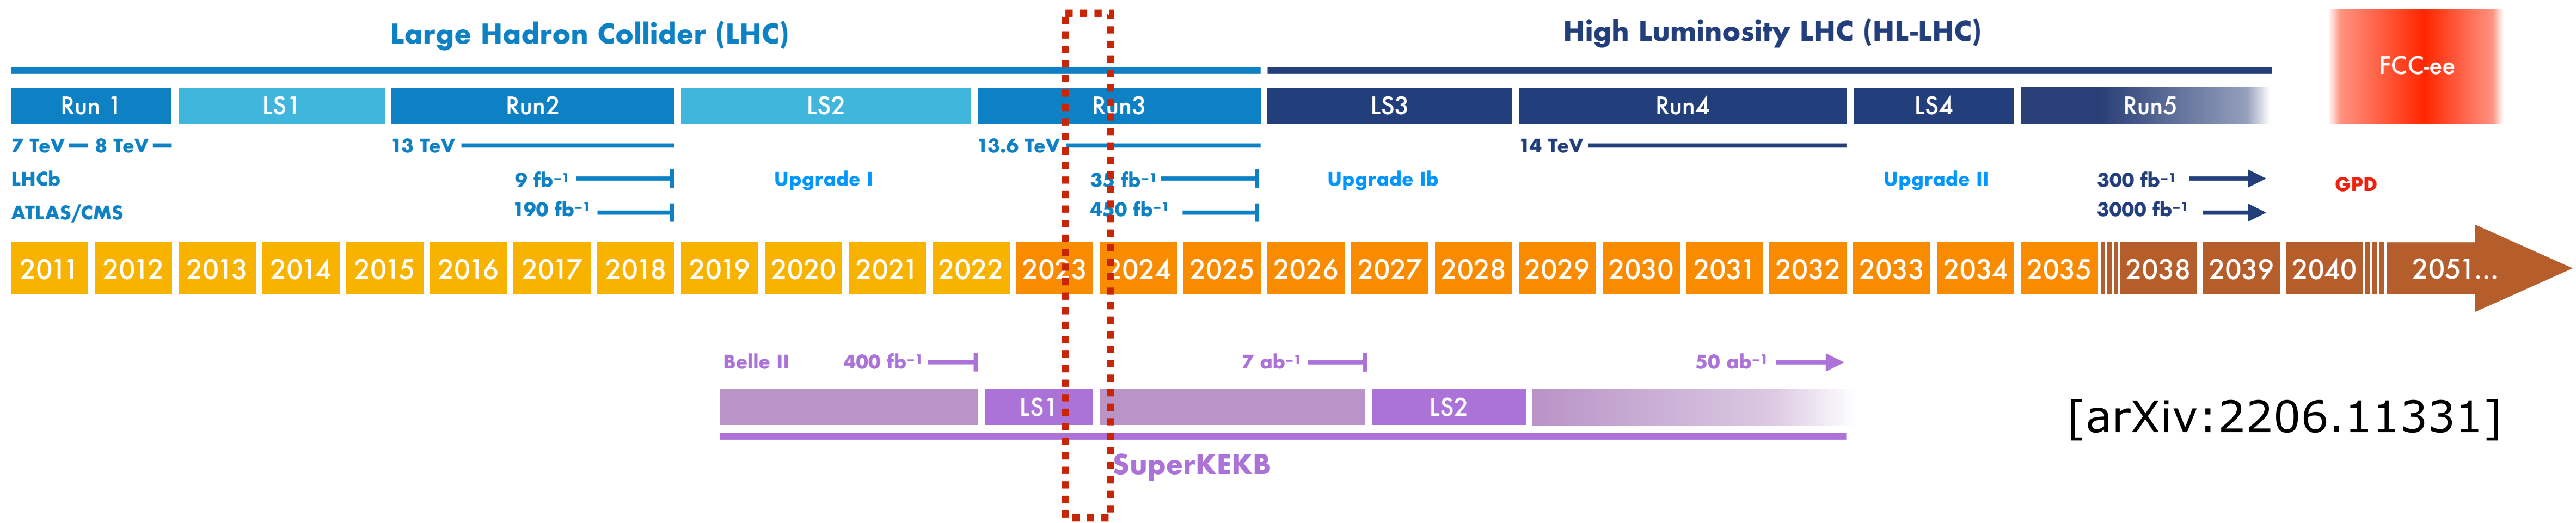 Large Hadron Collider (LHC) High Luminosity LHC (HL-LHC)
FCC-ee
Run 1 LS1 Run2 LS2 Run3 LS3 Run4 LS4 Run5
7 TeV 8 TeV 13 TeV 13.6 TeV 14 TeV
LHCb 9 fb⁻¹ Upgrade I 35 fb⁻¹ Upgrade Ib Upgrade II 300 fb⁻¹ GPD
ATLAS/CMS 190 fb⁻¹ 450 fb⁻¹ 3000 fb⁻¹
2011 2012 2013 2014 2015 2016 2017 2018 2019 2020 2021 2022 2023 2024 2025 2026 2027 2028 2029 2030 2031 2032 2033 2034 2035 2038 2039 2040 2051...
Belle II 400 fb⁻¹ 7 ab⁻¹ 50 ab⁻¹
LS1 LS2
[arXiv:2206.11331]
SuperKEKB